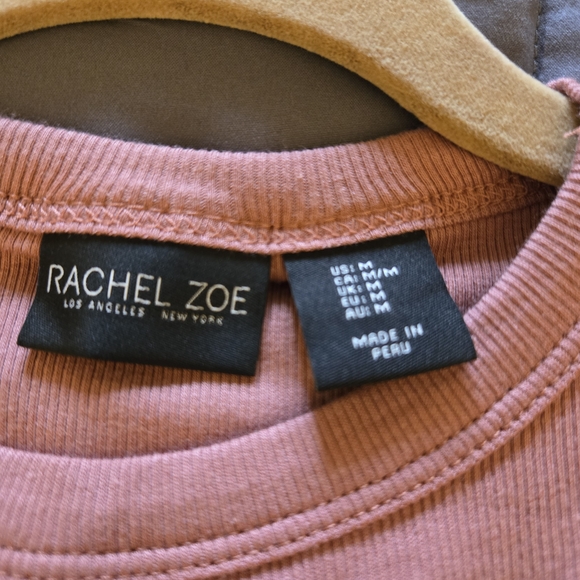 RACHEL ZOE
LOS ANGELES NEW YORK
US: M
CA: M/M
UK: M
EU: M
AU: M
MADE IN
PERU